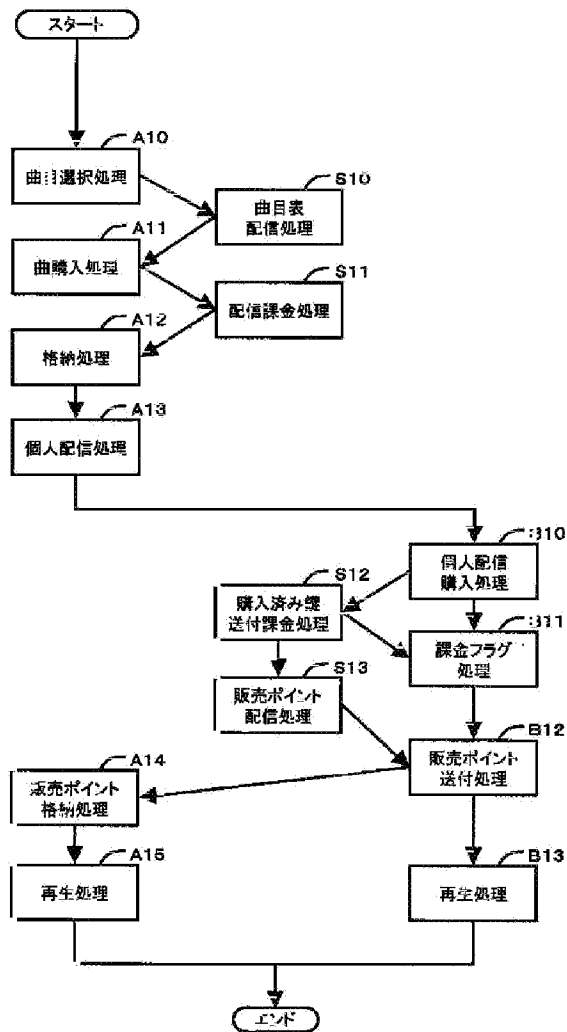 スタート
A10
曲目選択処理
S10
曲目表
配信処理
A11
曲購入処理
S11
配信課金処理
A12
格納処理
A13
個人配信処理
B10
個人配信
購入処理
S12
購入済み鍵
送付課金処理
B11
課金フラグ
処理
S13
販売ポイント
配信処理
B12
販売ポイント
送付処理
A14
販売ポイント
格納処理
A15
再生処理
B13
再生処理
エンド